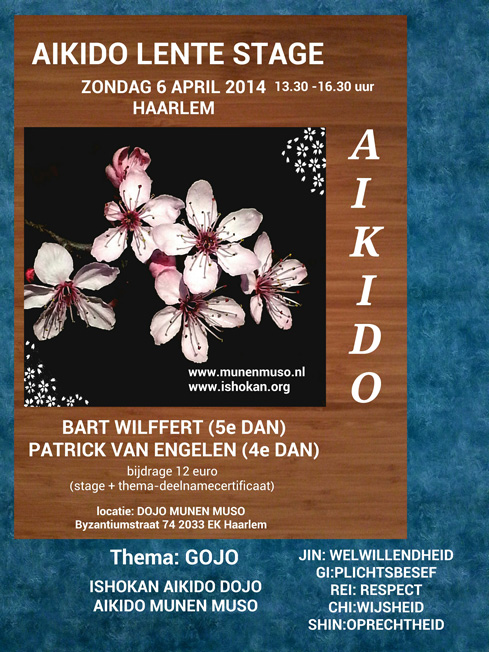 AIKIDO LENTE STAGE
ZONDAG 6 APRIL 2014 13.30 -16.30 uur
HAARLEM
AIKIDO
www.munenmuso.nl
www.ishokan.org
BART WILFFERT (5e DAN)
PATRICK VAN ENGELEN (4e DAN)
bijdrage 12 euro
(stage + thema-deelnamecertificaat)
locatie: DOJO MUNEN MUSO
Byzantiumstraat 74 2033 EK Haarlem
Thema: GOJO
ISHOKAN AIKIDO DOJO
AIKIDO MUNEN MUSO
JIN: WELWILLENDHEID
GI:PLICHTSBESEF
REI: RESPECT
CHI:WIJSHEID
SHIN:OPRECHTHEID